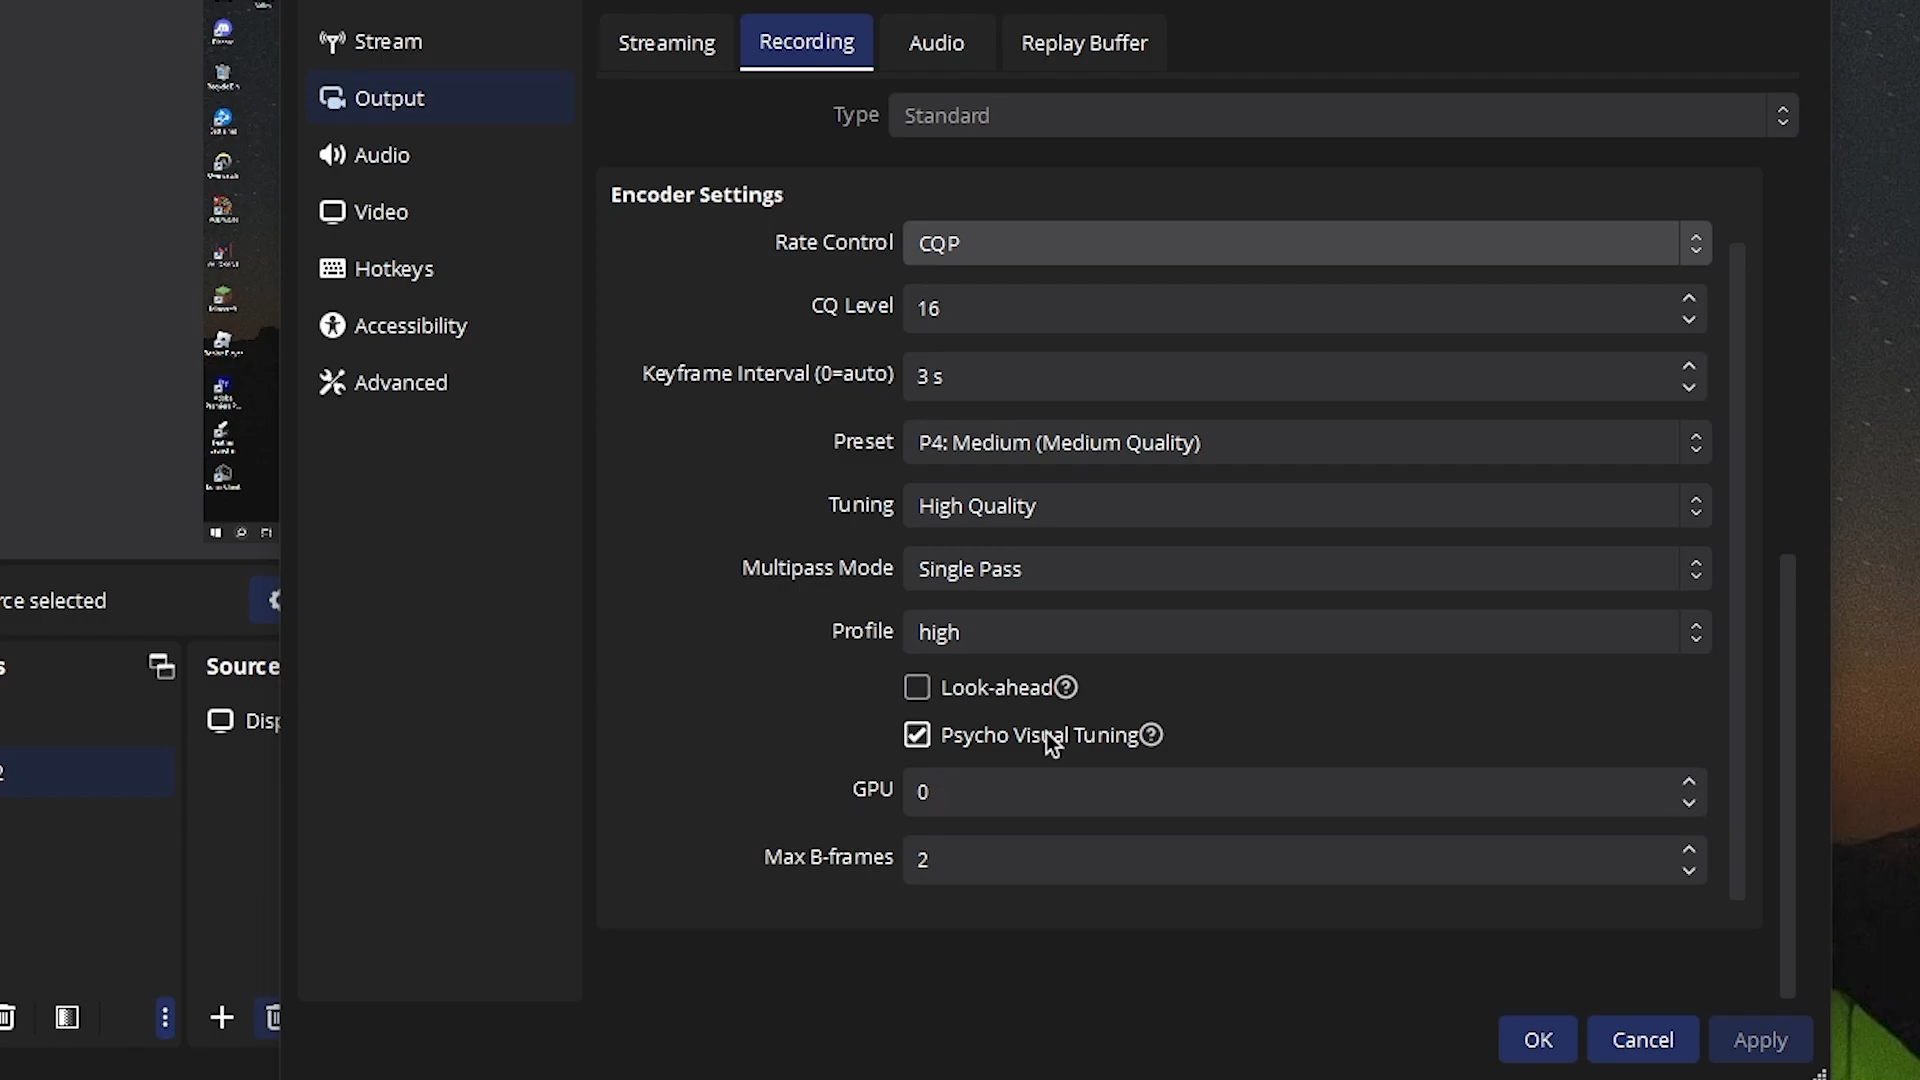 Stream
Output
Audio
Video
Hotkeys
Accessibility
Advanced
Streaming
Recording
Audio
Replay Buffer
Type
Standard
Encoder Settings
Rate Control
CQP
CQ Level
16
Keyframe Interval (0=auto)
3 s
Preset
P4: Medium (Medium Quality)
Tuning
High Quality
Multipass Mode
Single Pass
Profile
high
Look-ahead
Psycho Visual Tuning
GPU
0
Max B-frames
2
rce selected
s
Source
Disp
2
OK
Cancel
Apply